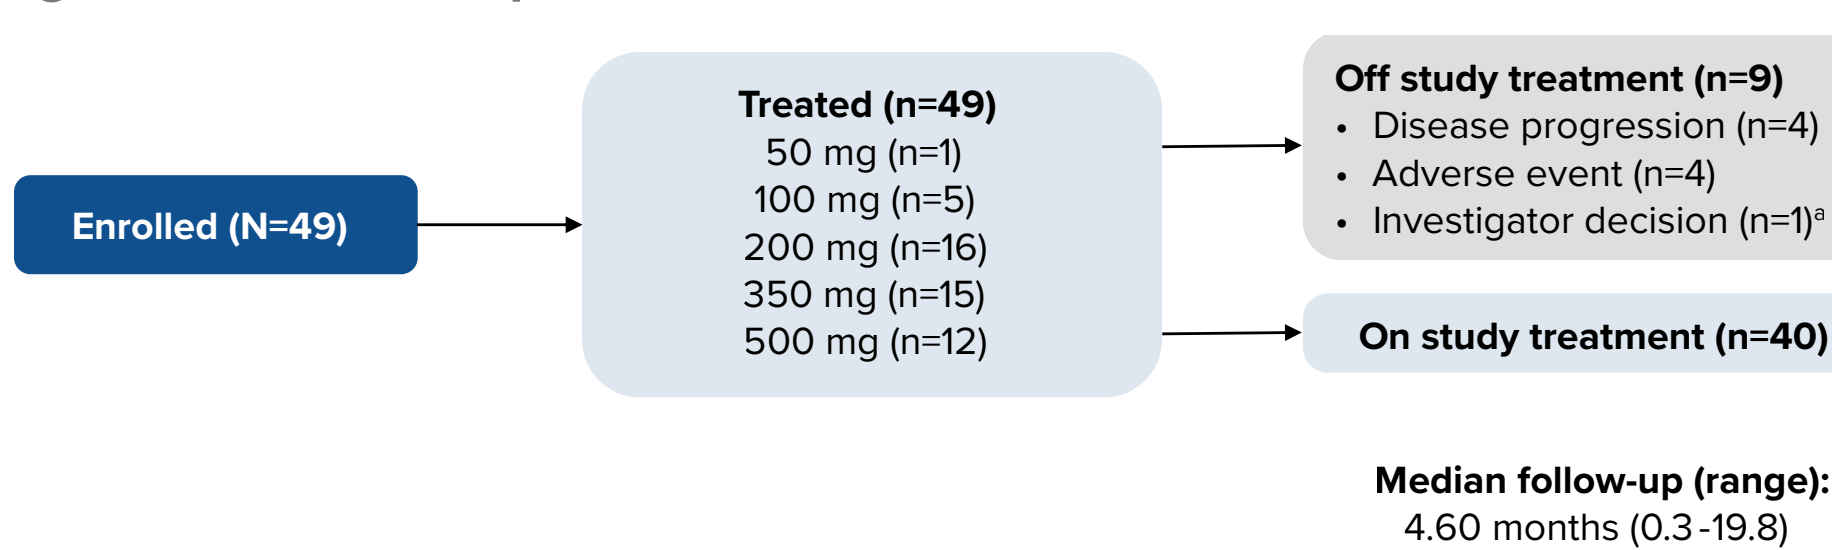 Enrolled (N=49)
Treated (n=49)
50 mg (n=1)
100 mg (n=5)
200 mg (n=16)
350 mg (n=15)
500 mg (n=12)
Off study treatment (n=9)
• Disease progression (n=4)
• Adverse event (n=4)
• Investigator decision (n=1)ᵃ
On study treatment (n=40)
Median follow-up (range):
4.60 months (0.3-19.8)